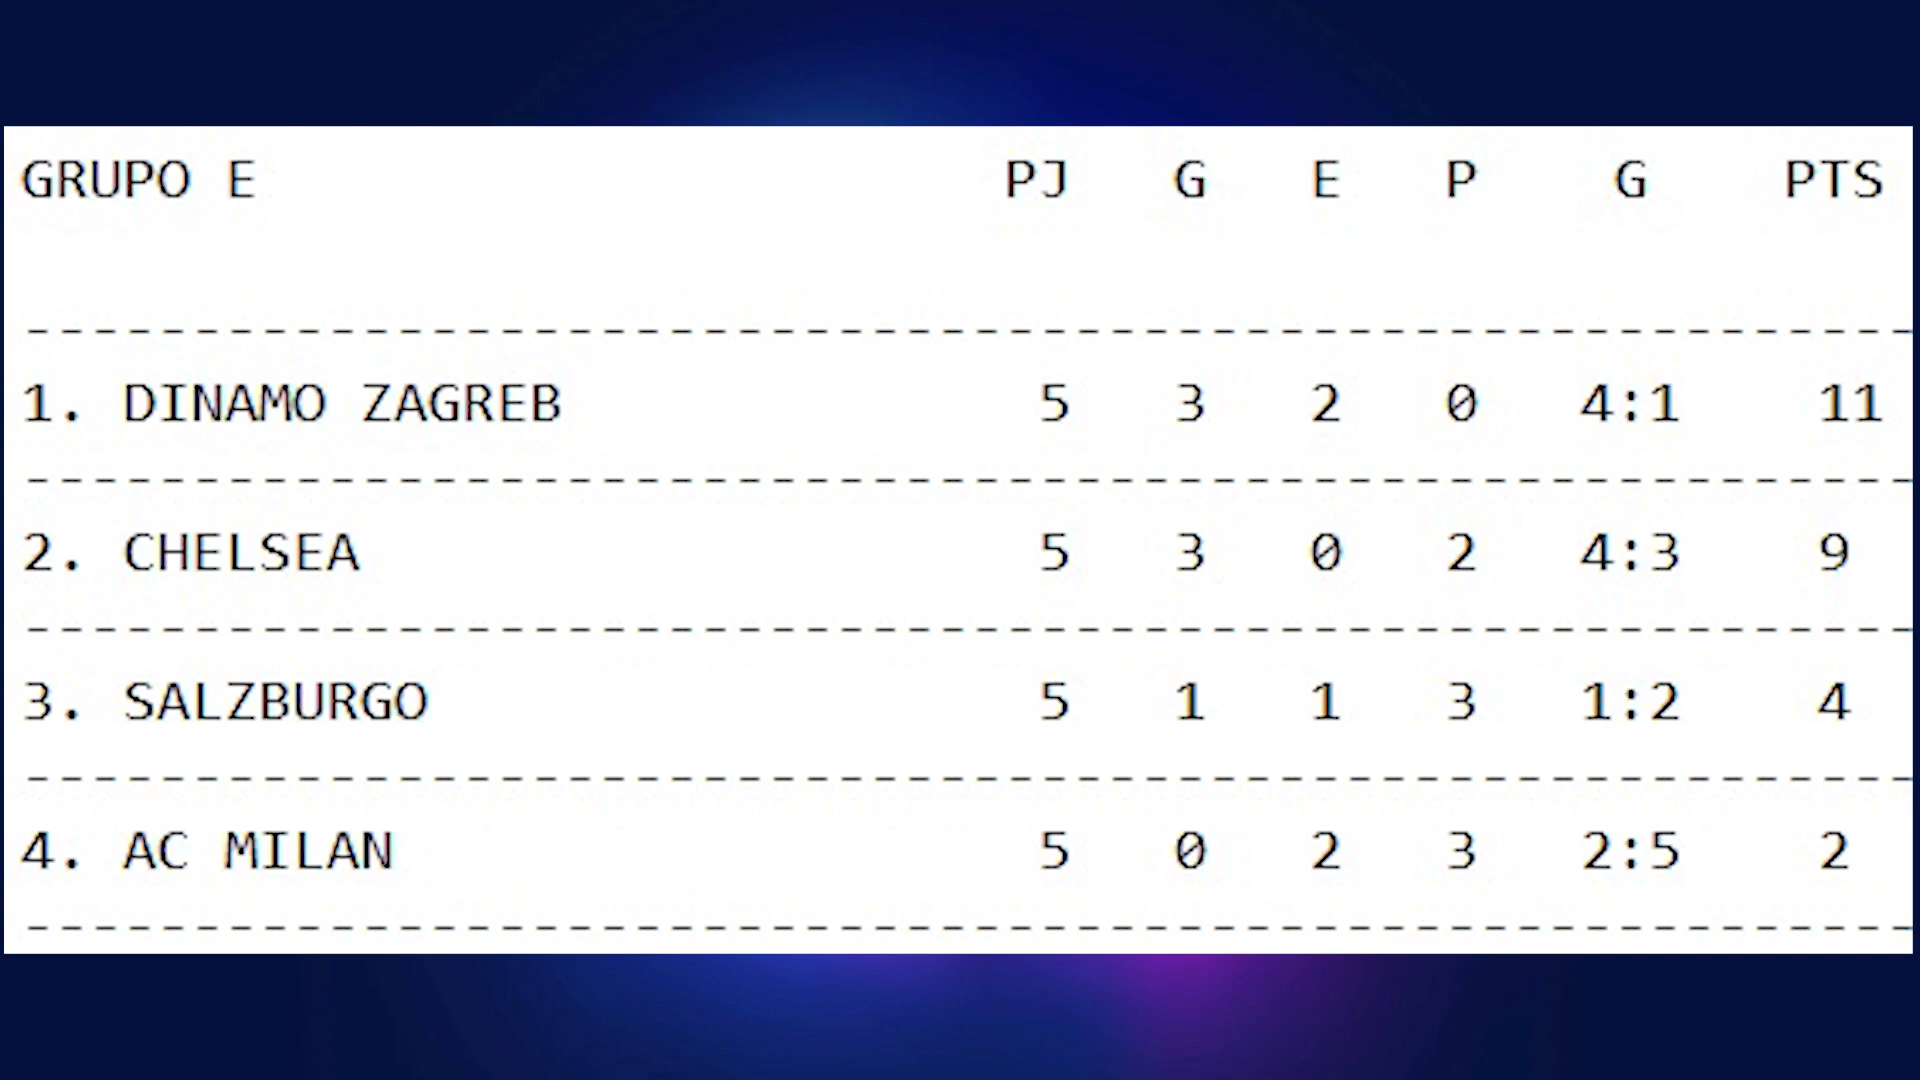 GRUPO E PJ G E P G PTS
--------------------------------------------------------
1. DINAMO ZAGREB 5 3 2 0 4:1 11
--------------------------------------------------------
2. CHELSEA 5 3 0 2 4:3 9
--------------------------------------------------------
3. SALZBURGO 5 1 1 3 1:2 4
--------------------------------------------------------
4. AC MILAN 5 0 2 3 2:5 2
--------------------------------------------------------